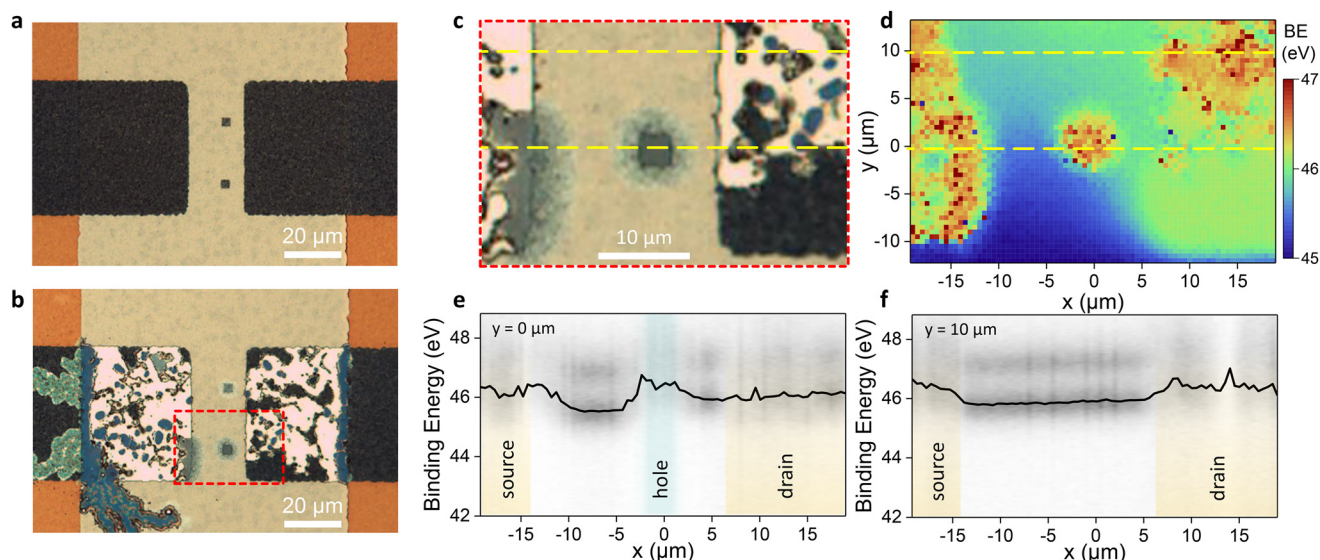 a
20 µm
b
20 µm
c
10 µm
d
10
5
0
-5
-10
y (µm)
-15 -10 -5 0 5 10 15
x (µm)
BE
(eV)
47
46
45
e
y = 0 µm
Binding Energy (eV)
48
46
44
42
source
hole
drain
-15 -10 -5 0 5 10 15
x (µm)
f
y = 10 µm
Binding Energy (eV)
48
46
44
42
source
drain
-15 -10 -5 0 5 10 15
x (µm)